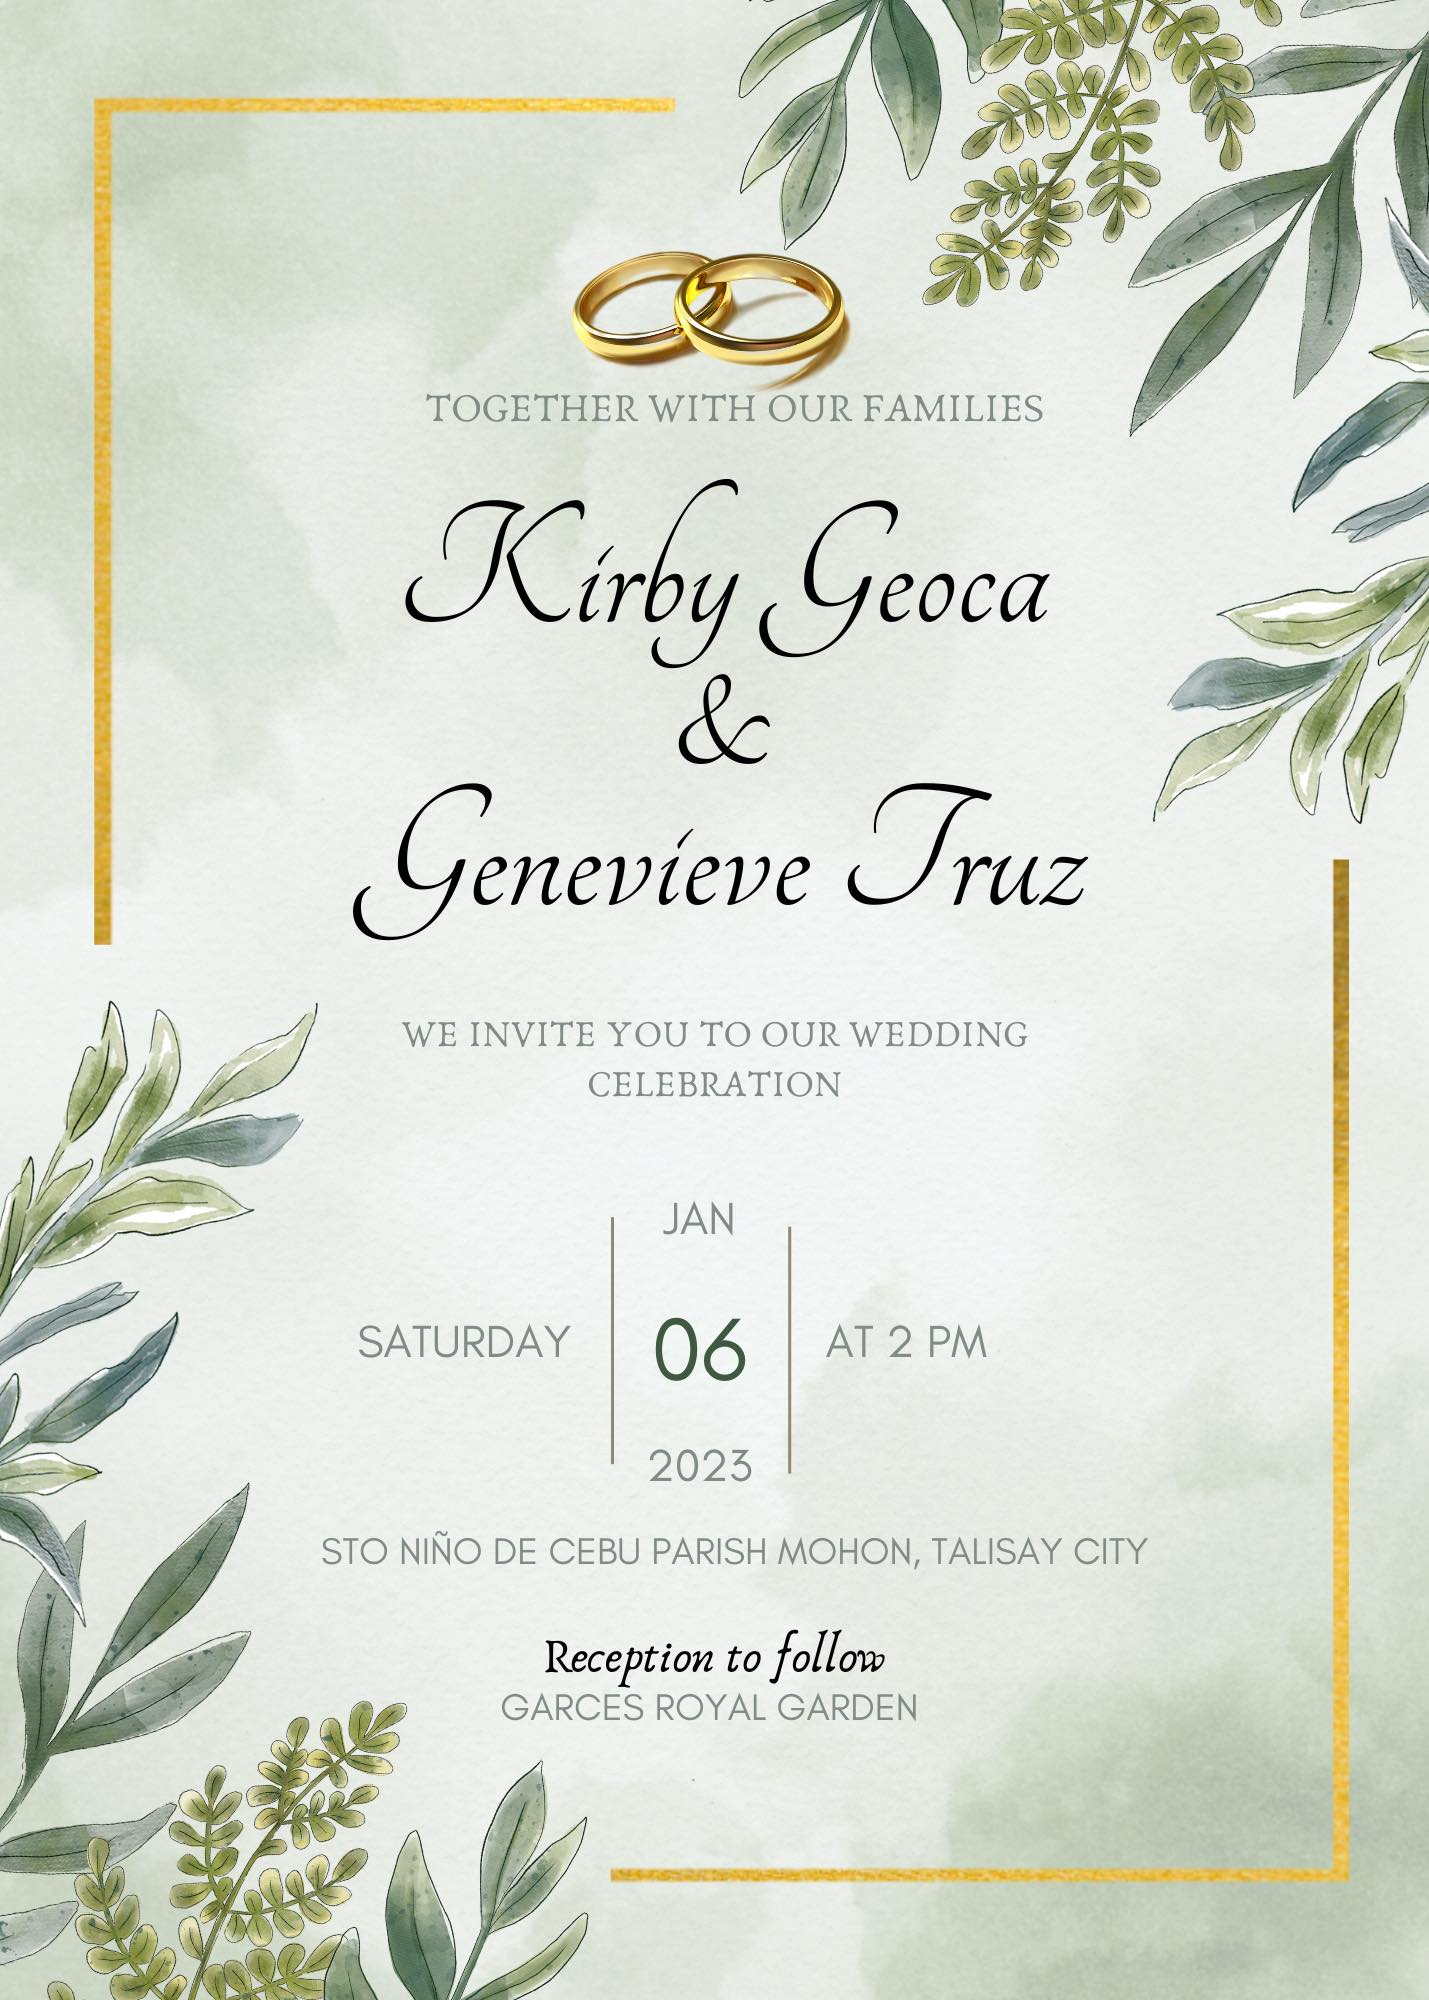 TOGETHER WITH OUR FAMILIES
Kirby Geoca
&
Genevieve Truz
WE INVITE YOU TO OUR WEDDING
CELEBRATION
JAN
SATURDAY 06 AT 2 PM
2023
STO NIÑO DE CEBU PARISH MOHON, TALISAY CITY
Reception to follow
GARCES ROYAL GARDEN